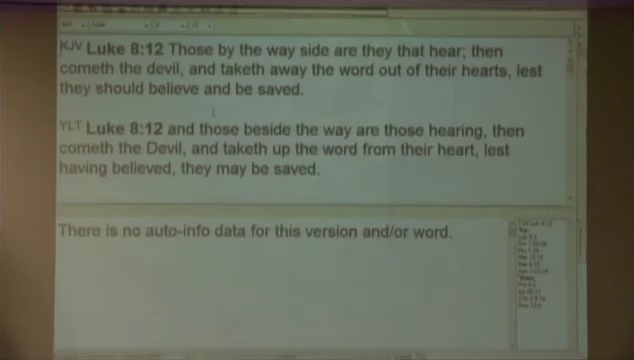 KJV Luke 8:12 Those by the way side are they that hear; then
cometh the devil, and taketh away the word out of their hearts, lest
they should believe and be saved.
YLT Luke 8:12 and those beside the way are those hearing, then
cometh the Devil, and taketh up the word from their heart, lest
having believed, they may be saved.
There is no auto-info data for this version and/or word.